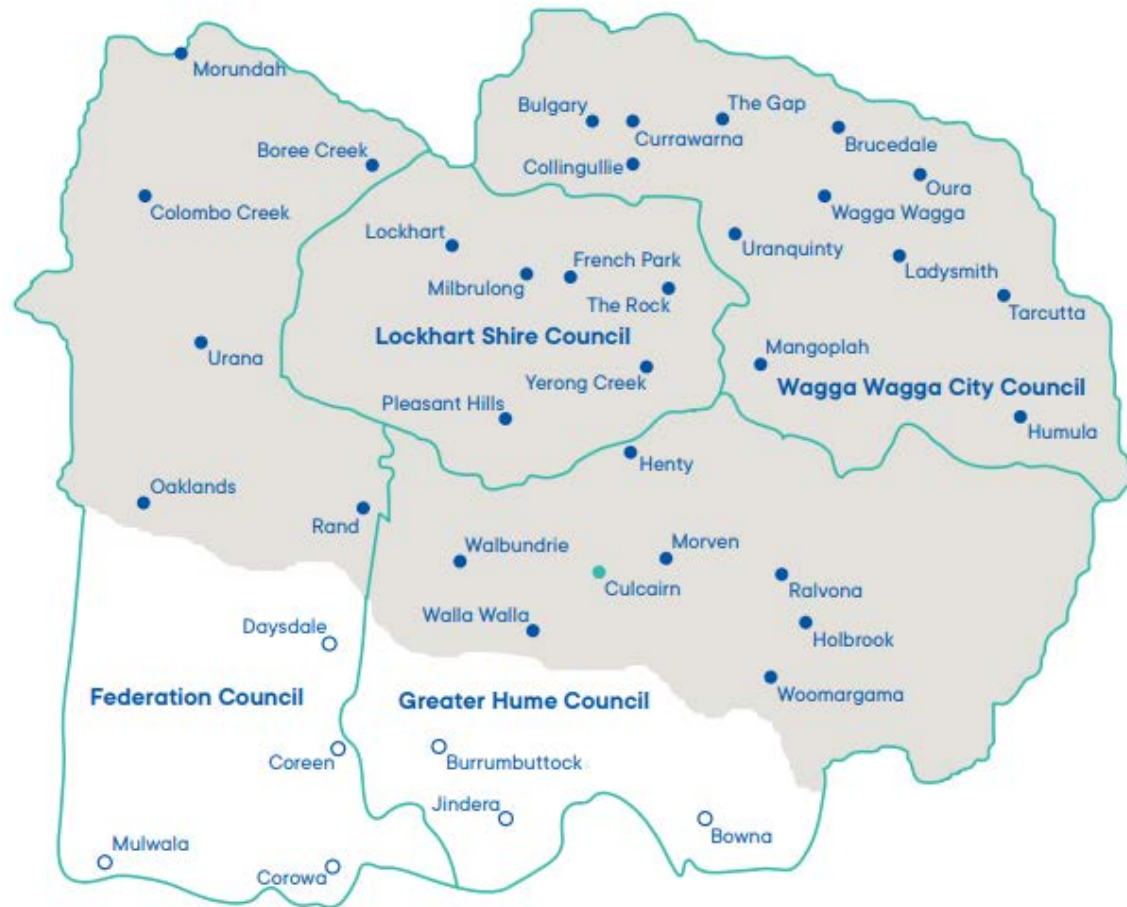 Morundah
Bulgary
The Gap
Currawarna
Brucedale
Boree Creek
Collingullie
Oura
Colombo Creek
Wagga Wagga
Lockhart
Uranquinty
French Park
Ladysmith
Milbrulong
The Rock
Tarcutta
Lockhart Shire Council
Urana
Mangoplah
Yerong Creek
Wagga Wagga City Council
Pleasant Hills
Humula
Henty
Oaklands
Rand
Walbundrie
Morven
Culcairn
Ralvona
Walla Walla
Daysdale
Holbrook
Federation Council
Greater Hume Council
Woomargama
Coreen
Burrumbuttock
Jindera
Bowna
Mulwala
Corowa